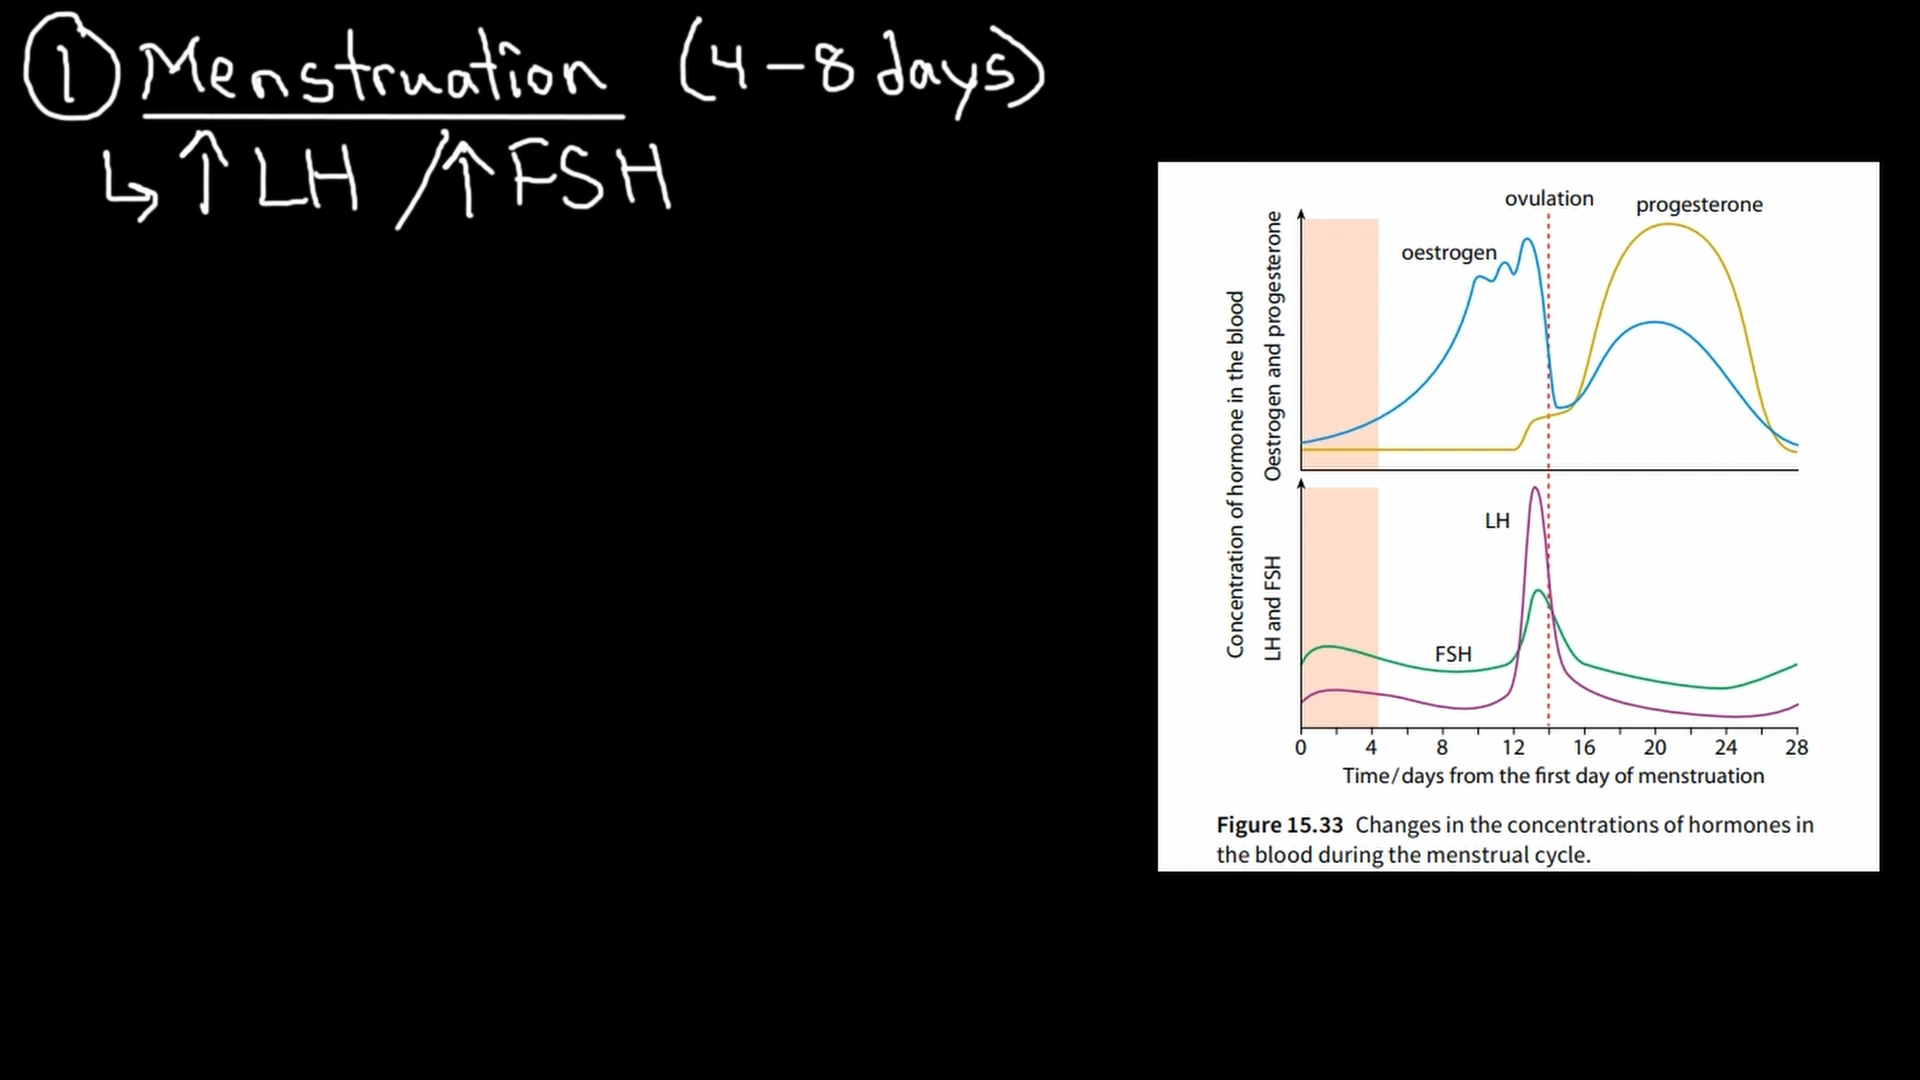 ① Menstruation (4-8 days)
↳ ↑ LH / ↑ FSH
ovulation
progesterone
oestrogen
Concentration of hormone in the blood
Oestrogen and progesterone
LH and FSH
LH
FSH
0 4 8 12 16 20 24 28
Time/days from the first day of menstruation
Figure 15.33 Changes in the concentrations of hormones in
the blood during the menstrual cycle.